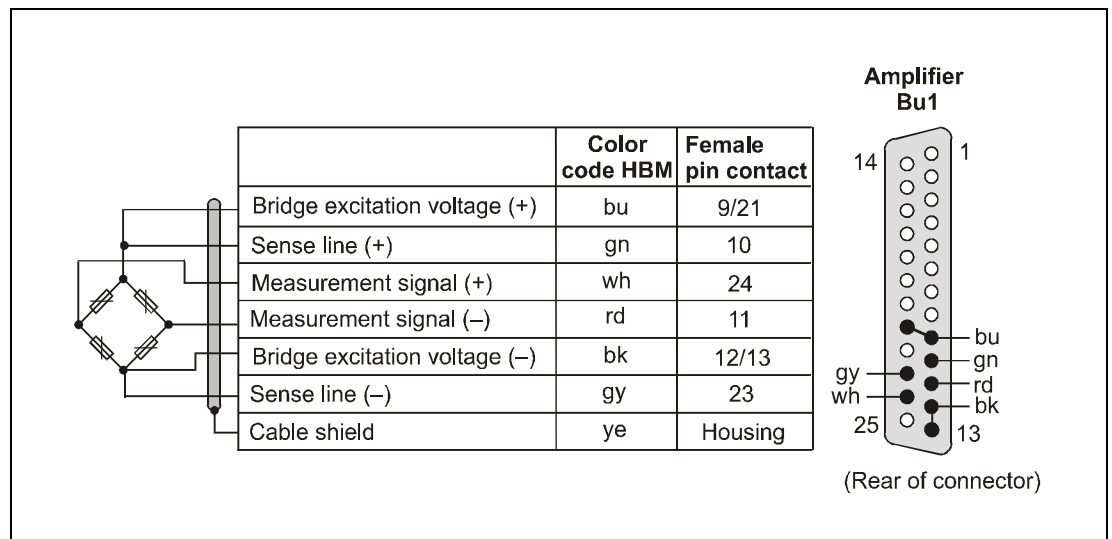 Amplifier
Bu1
Color code HBM
Female pin contact
Bridge excitation voltage (+) bu 9/21
Sense line (+) gn 10
Measurement signal (+) wh 24
Measurement signal (–) rd 11
Bridge excitation voltage (–) bk 12/13
Sense line (–) gy 23
Cable shield ye Housing
14 1
bu
gn
gy rd
wh bk
25 13
(Rear of connector)